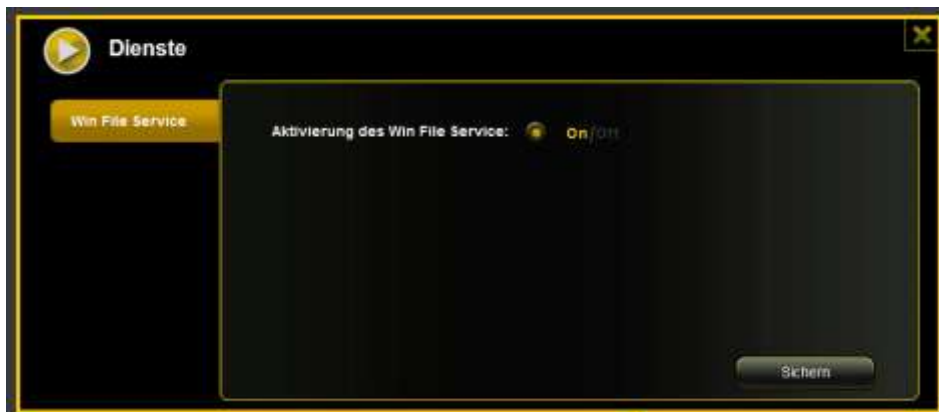 Dienste
Win File Service
Aktivierung des Win File Service: On/Off
Sichern